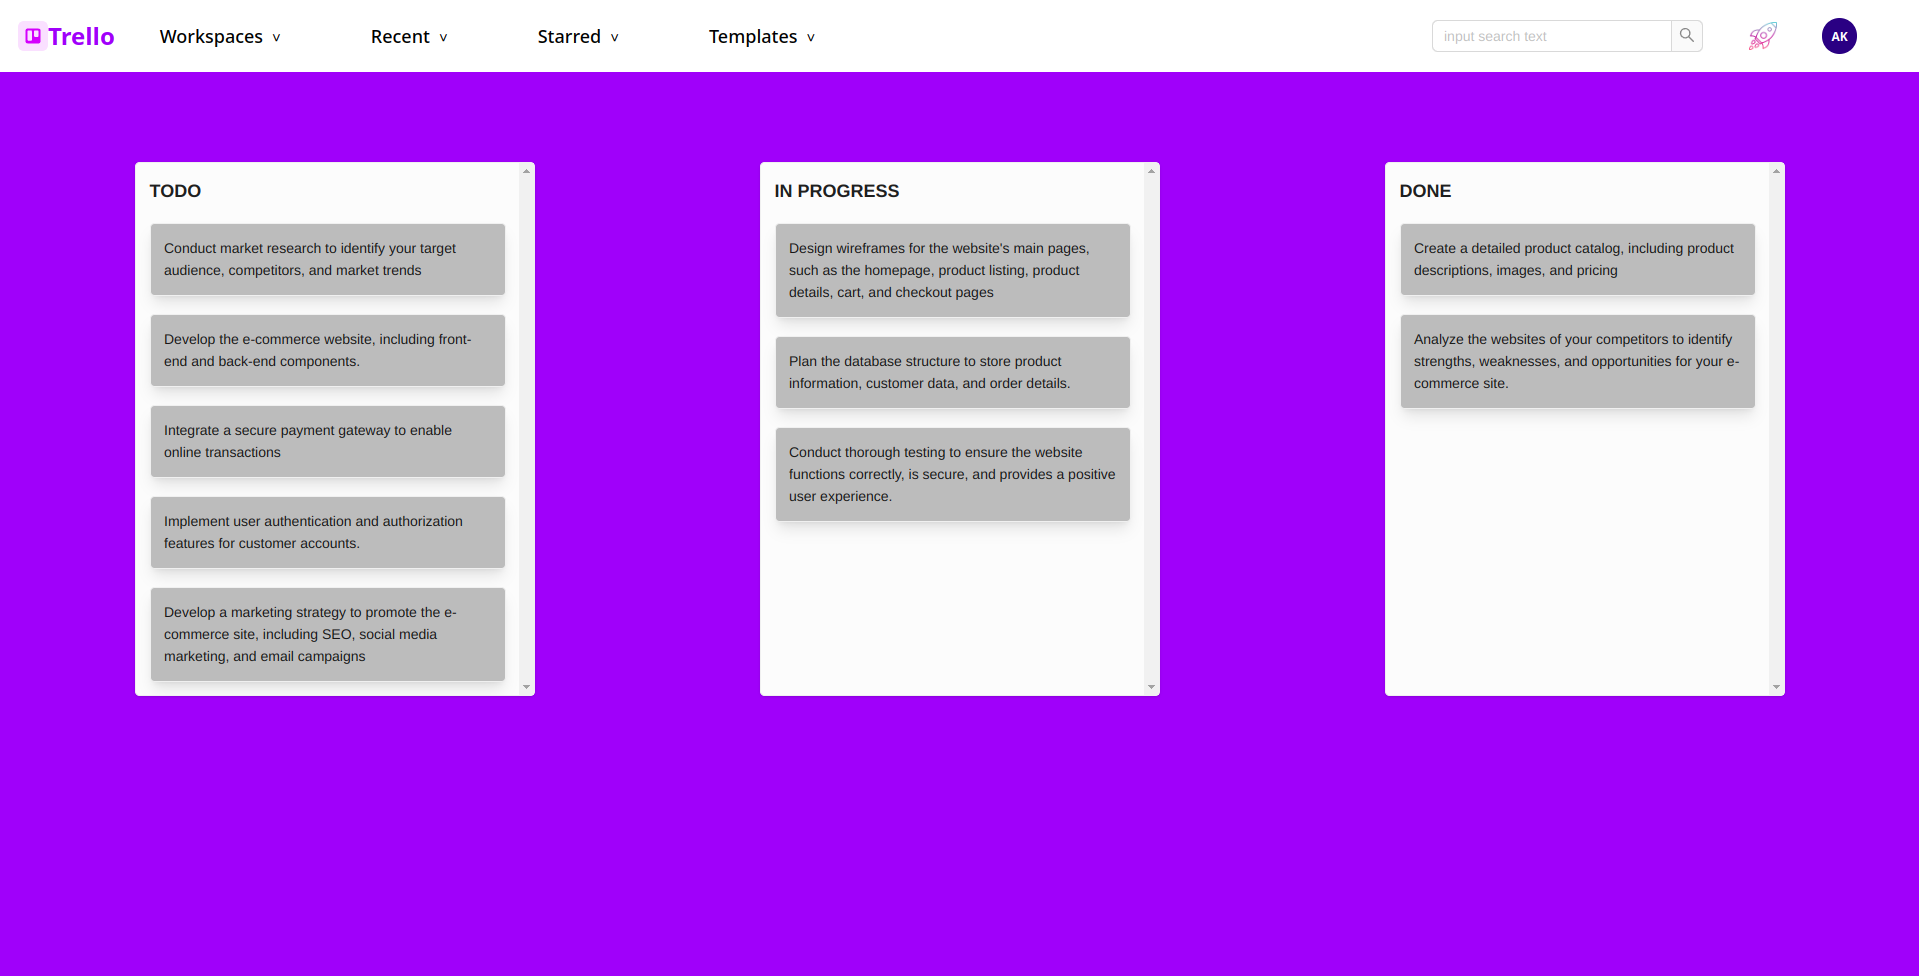 Trello
Workspaces v
Recent v
Starred v
Templates v
input search text
AK
TODO
Conduct market research to identify your target
audience, competitors, and market trends
Develop the e-commerce website, including front-
end and back-end components.
Integrate a secure payment gateway to enable
online transactions
Implement user authentication and authorization
features for customer accounts.
Develop a marketing strategy to promote the e-
commerce site, including SEO, social media
marketing, and email campaigns
IN PROGRESS
Design wireframes for the website's main pages,
such as the homepage, product listing, product
details, cart, and checkout pages
Plan the database structure to store product
information, customer data, and order details.
Conduct thorough testing to ensure the website
functions correctly, is secure, and provides a positive
user experience.
DONE
Create a detailed product catalog, including product
descriptions, images, and pricing
Analyze the websites of your competitors to identify
strengths, weaknesses, and opportunities for your e-
commerce site.